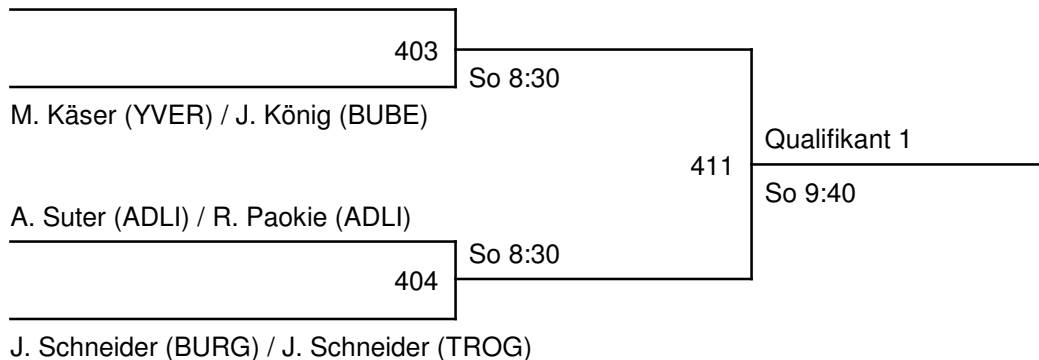 403
So 8:30
M. Käser (YVER) / J. König (BUBE)
Qualifikant 1
411
So 9:40
A. Suter (ADLI) / R. Paokie (ADLI)
So 8:30
404
J. Schneider (BURG) / J. Schneider (TROG)